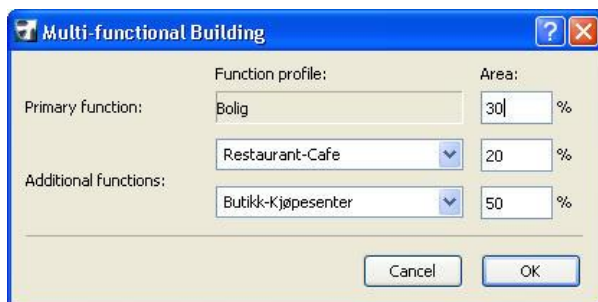 Multi-functional Building
Function profile: Area:
Primary function: Bolig 30 %
Restaurant-Cafe 20 %
Additional functions:
Butikk-Kjøpesenter 50 %
Cancel OK